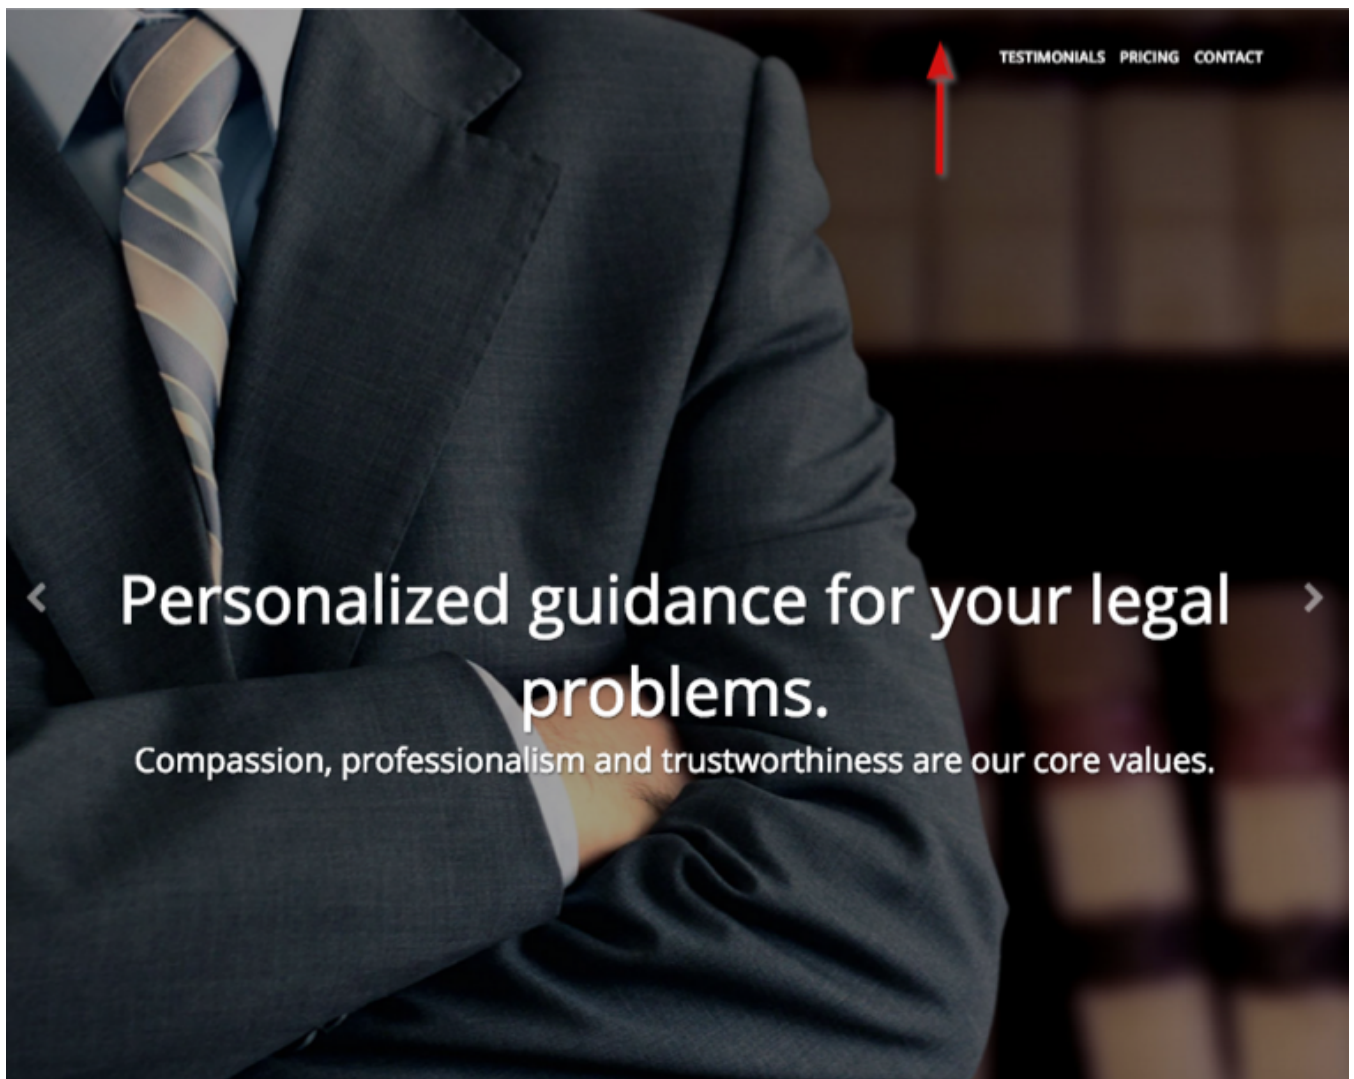 TESTIMONIALS PRICING CONTACT
Personalized guidance for your legal
problems.
Compassion, professionalism and trustworthiness are our core values.